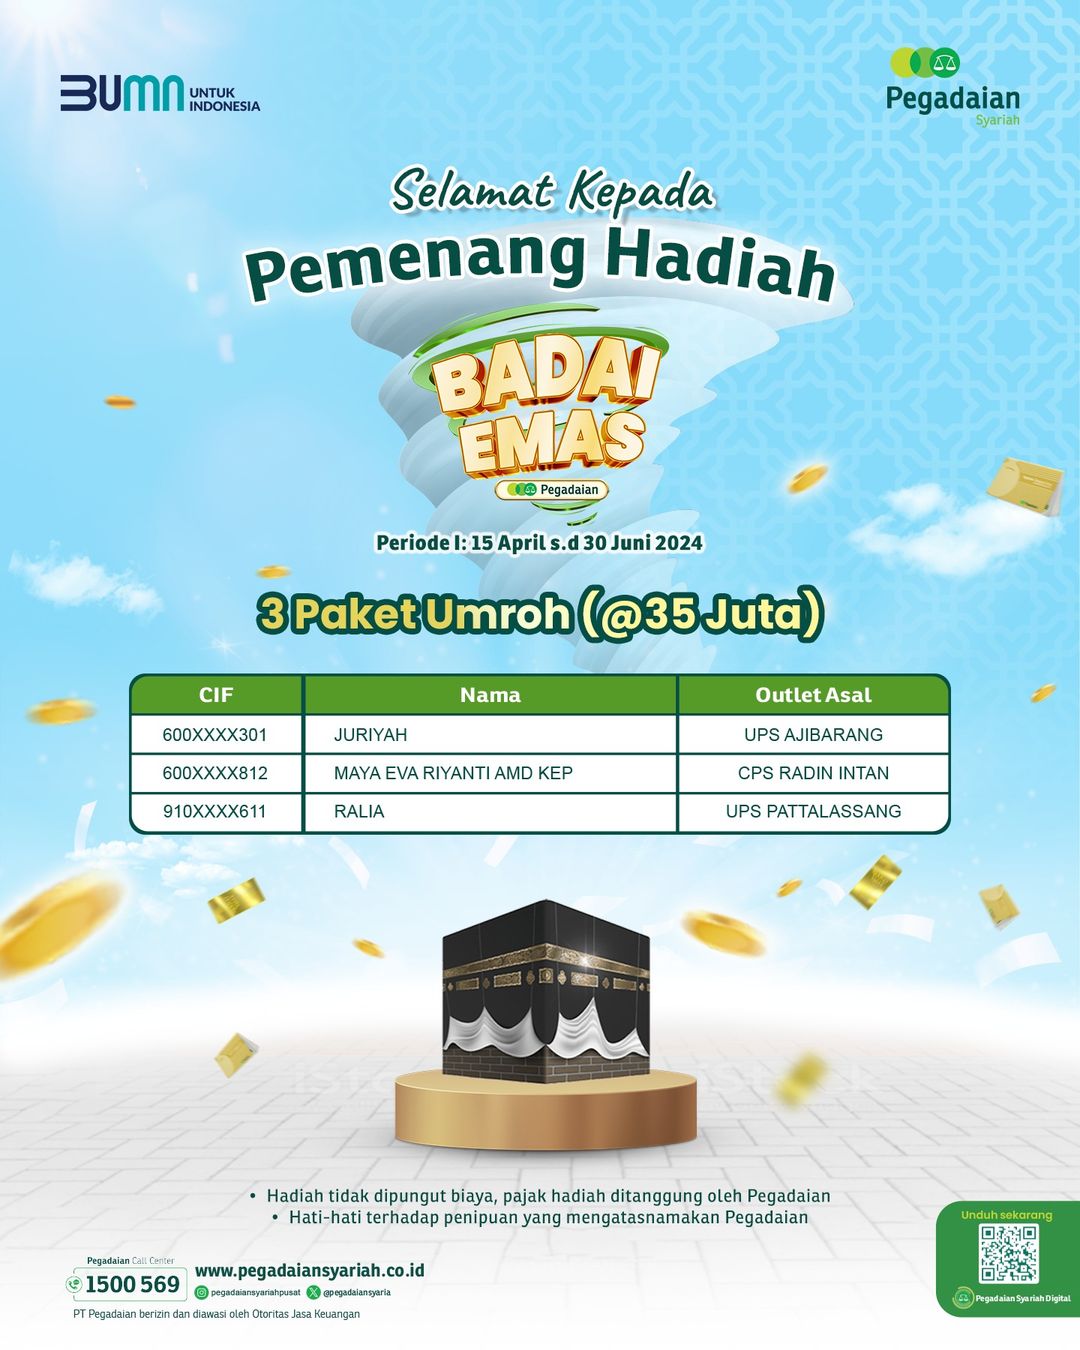 BUMN UNTUK
INDONESIA
Pegadaian
Syariah
Selamat Kepada
Pemenang Hadiah
BADAI
EMAS
Pegadaian
Periode I: 15 April s.d 30 Juni 2024
3 Paket Umroh (@35 Juta)
CIF Nama Outlet Asal
600XXXX301 JURIYAH UPS AJIBARANG
600XXXX812 MAYA EVA RIYANTI AMD KEP CPS RADIN INTAN
910XXXX611 RALIA UPS PATTALASSANG
• Hadiah tidak dipungut biaya, pajak hadiah ditanggung oleh Pegadaian
• Hati-hati terhadap penipuan yang mengatasnamakan Pegadaian
Unduh sekarang
Pegadaian Syariah Digital
Pegadaian Call Center
1500 569
www.pegadaiansyariah.co.id
pegadaiansyariahpusat @pegadaiansyaria
PT Pegadaian berizin dan diawasi oleh Otoritas Jasa Keuangan